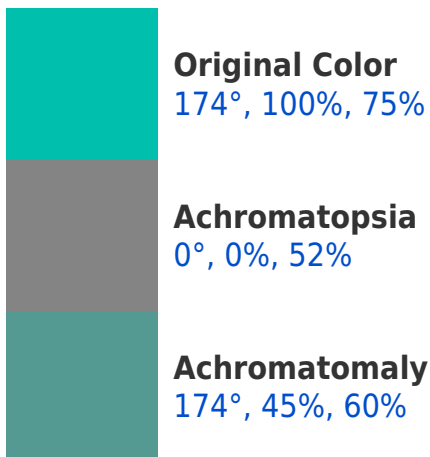 Original Color
174°, 100%, 75%
Achromatopsia
0°, 0%, 52%
Achromatomaly
174°, 45%, 60%